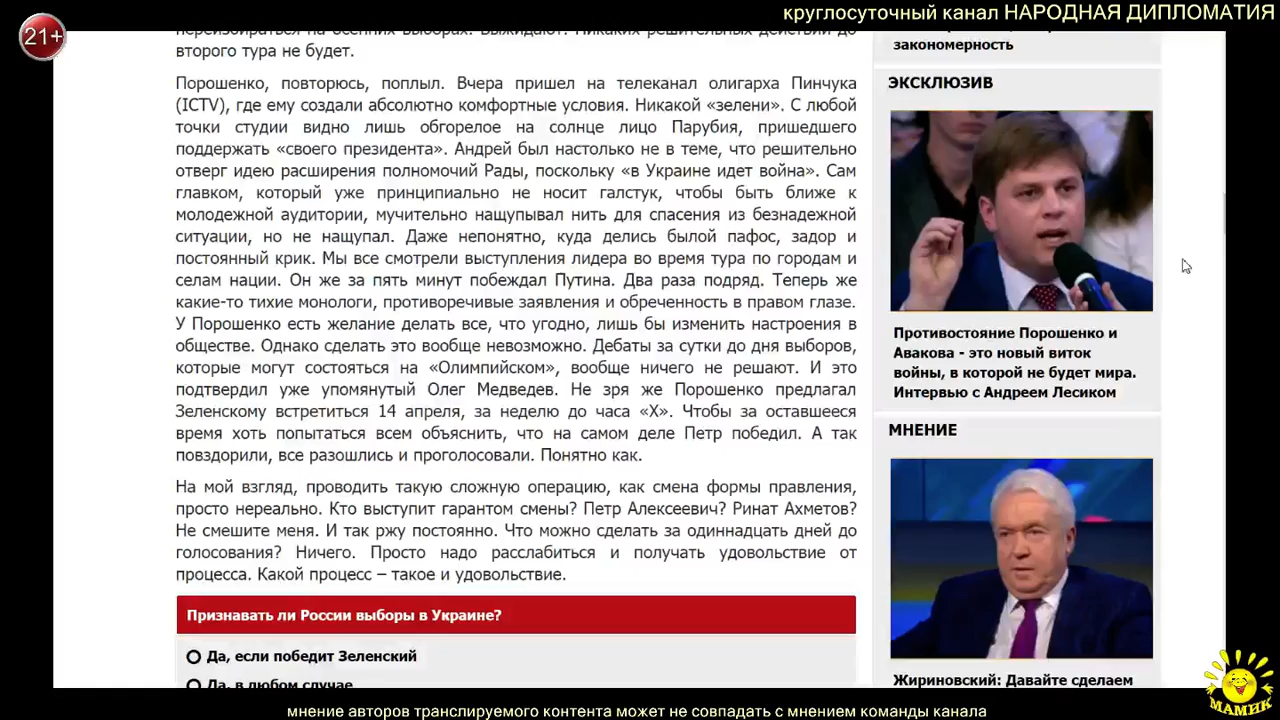 круглосуточный канал НАРОДНАЯ ДИПЛОМАТИЯ
21+
переизбираться на осенних выборах. Выжидают. Никаких решительных действий до
второго тура не будет.
Порошенко, повторюсь, поплыл. Вчера пришел на телеканал олигарха Пинчука
(ICTV), где ему создали абсолютно комфортные условия. Никакой «зелени». С любой
точки студии видно лишь обгорелое на солнце лицо Парубия, пришедшего
поддержать «своего президента». Андрей был настолько не в теме, что решительно
отверг идею расширения полномочий Рады, поскольку «в Украине идет война». Сам
главком, который уже принципиально не носит галстук, чтобы быть ближе к
молодежной аудитории, мучительно нащупывал нить для спасения из безнадежной
ситуации, но не нащупал. Даже непонятно, куда делись былой пафос, задор и
постоянный крик. Мы все смотрели выступления лидера во время тура по городам и
селам нации. Он же за пять минут побеждал Путина. Два раза подряд. Теперь же
какие-то тихие монологи, противоречивые заявления и обреченность в правом глазе.
У Порошенко есть желание делать все, что угодно, лишь бы изменить настроения в
обществе. Однако сделать это вообще невозможно. Дебаты за сутки до дня выборов,
которые могут состояться на «Олимпийском», вообще ничего не решают. И это
подтвердил уже упомянутый Олег Медведев. Не зря же Порошенко предлагал
Зеленскому встретиться 14 апреля, за неделю до часа «Х». Чтобы за оставшееся
время хоть попытаться всем объяснить, что на самом деле Петр победил. А так
повздорили, все разошлись и проголосовали. Понятно как.
На мой взгляд, проводить такую сложную операцию, как смена формы правления,
просто нереально. Кто выступит гарантом смены? Петр Алексеевич? Ринат Ахметов?
Не смешите меня. И так ржу постоянно. Что можно сделать за одиннадцать дней до
голосования? Ничего. Просто надо расслабиться и получать удовольствие от
процесса. Какой процесс – такое и удовольствие.
Признавать ли России выборы в Украине?
Да, если победит Зеленский
Да, в любом случае
закономерность
ЭКСКЛЮЗИВ
Противостояние Порошенко и
Авакова - это новый виток
войны, в которой не будет мира.
Интервью с Андреем Лесиком
МНЕНИЕ
Жириновский: Давайте сделаем
МАМИК
мнение авторов транслируемого контента может не совпадать с мнением команды канала